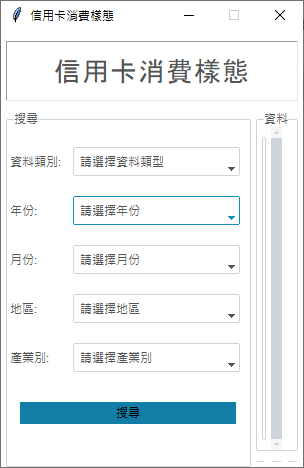 信用卡消費樣態
信用卡消費樣態
搜尋
資料類別: 請選擇資料類型
年份: 請選擇年份
月份: 請選擇月份
地區: 請選擇地區
產業別: 請選擇產業別
搜尋
資料